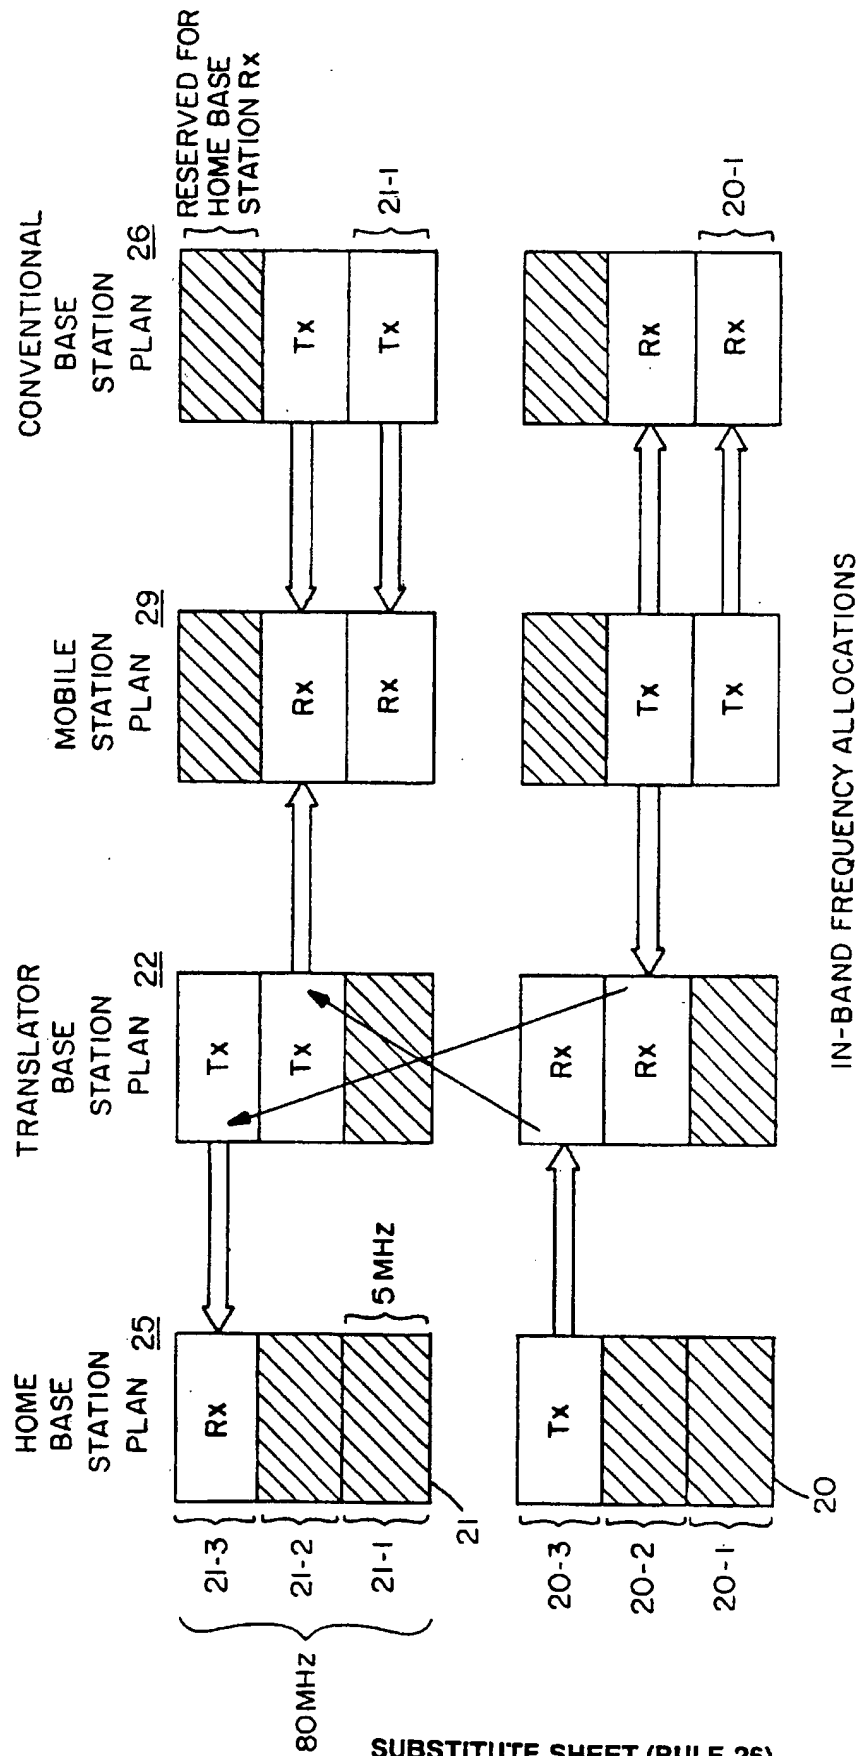 HOME
BASE
STATION
PLAN 25
TRANSLATOR
BASE
STATION
PLAN 22
MOBILE
STATION
PLAN 29
CONVENTIONAL
BASE
STATION
PLAN 26
RESERVED FOR
HOME BASE
STATION Rx
80MHz
21-3
21-2
21-1
Rx
5MHz
21
Tx
Tx
Rx
Rx
Tx
Tx
21-1
20-3
20-2
20-1
Tx
20
Rx
Rx
Tx
Tx
Rx
Rx
20-1
IN-BAND FREQUENCY ALLOCATIONS
SUBSTITUTE SHEET (RULE 26)